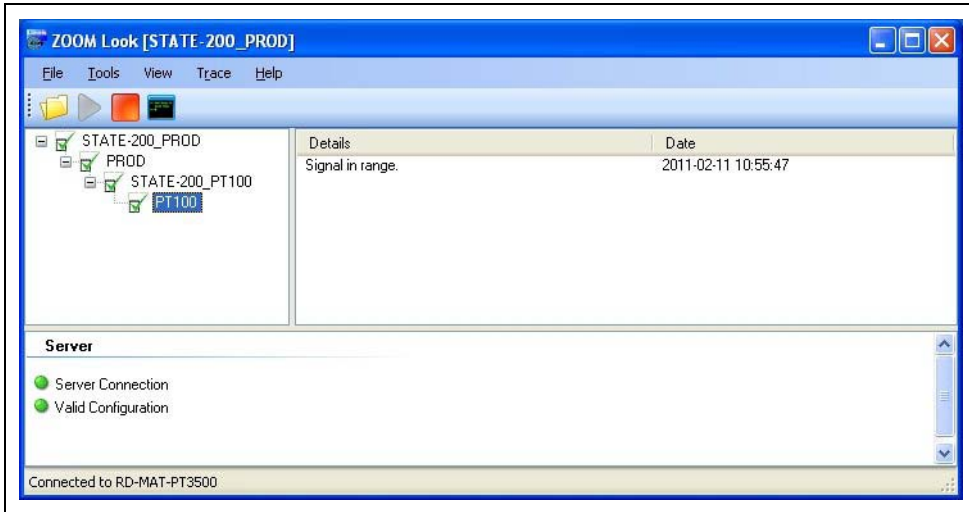 ZOOM Look [STATE-200_PROD]
File Tools View Trace Help
STATE-200_PROD
PROD
STATE-200_PT100
PT100
Details Date
Signal in range. 2011-02-11 10:55:47
Server
Server Connection
Valid Configuration
Connected to RD-MAT-PT3500